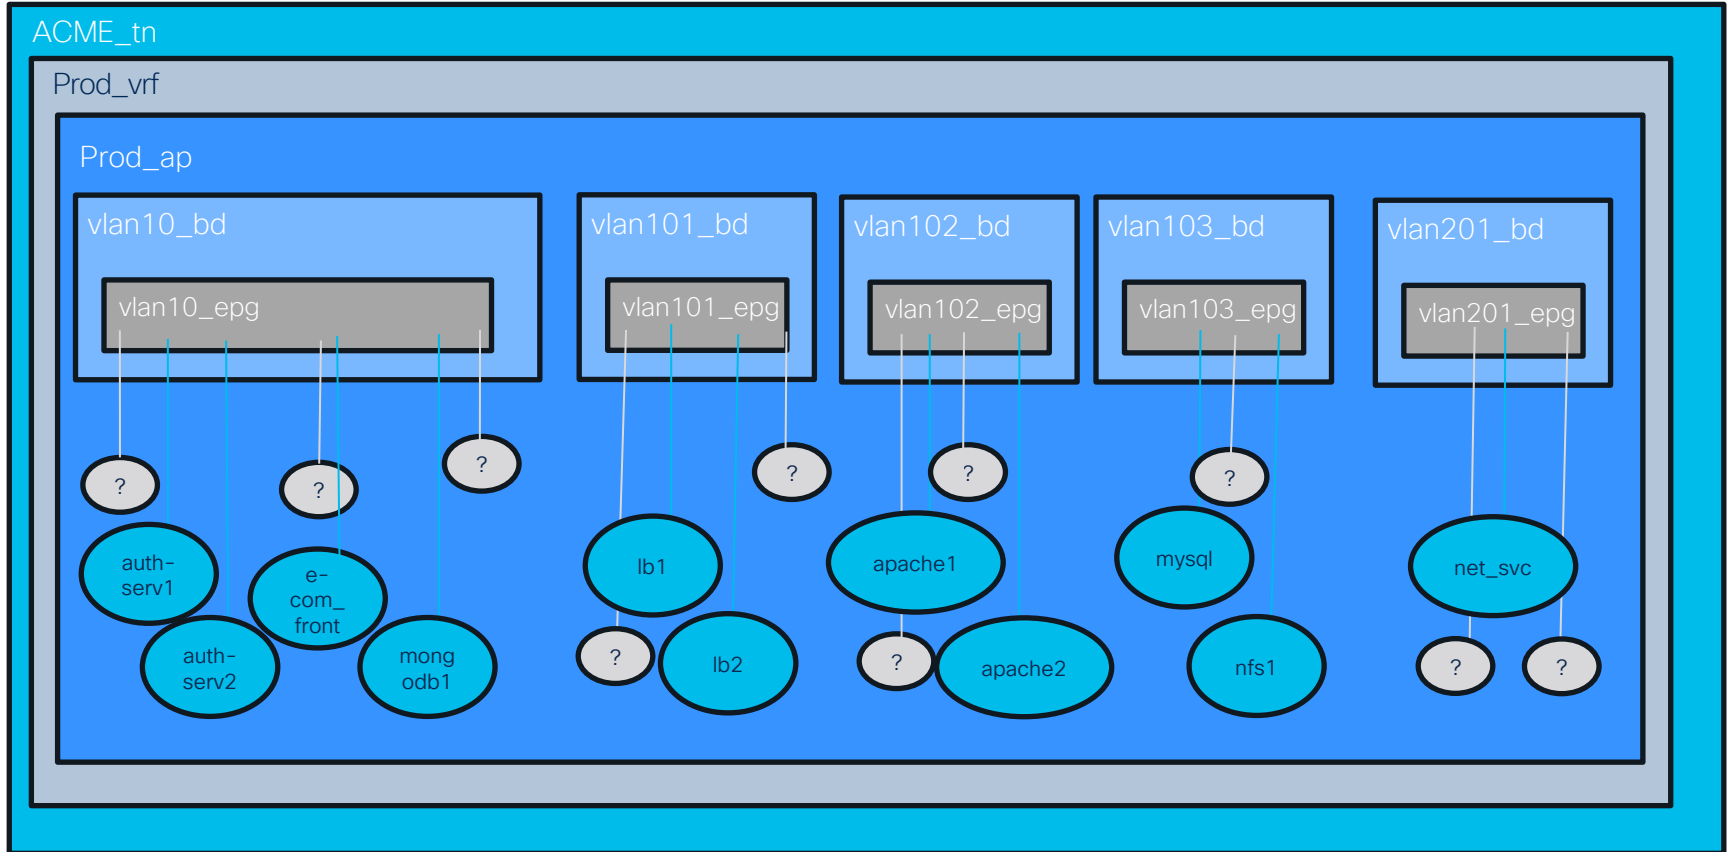 ACME_tn
Prod_vrf
Prod_ap
vlan10_bd
vlan10_epg
vlan101_bd
vlan101_epg
vlan102_bd
vlan102_epg
vlan103_bd
vlan103_epg
vlan201_bd
vlan201_epg
?
?
?
auth-
serv1
auth-
serv2
e-
com_
front
mong
odb1
?
lb1
?
lb2
?
apache1
?
apache2
?
mysql
nfs1
net_svc
?
?